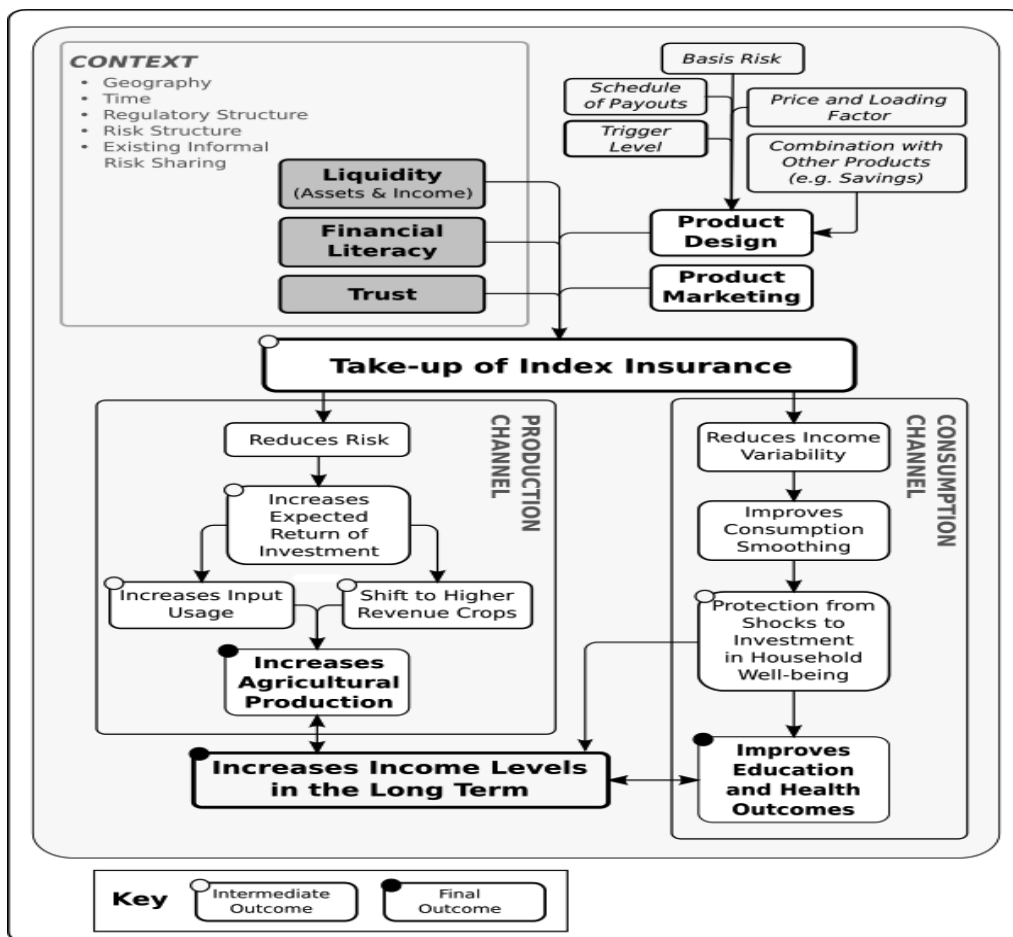 CONTEXT
• Geography
• Time
• Regulatory Structure
• Risk Structure
• Existing Informal
Risk Sharing
Basis Risk
Schedule
of Payouts
Price and Loading
Factor
Trigger
Level
Combination with
Other Products
(e.g. Savings)
Liquidity
(Assets & Income)
Financial
Literacy
Trust
Product
Design
Product
Marketing
Take-up of Index Insurance
PRODUCTION
CHANNEL
Reduces Risk
Increases
Expected
Return of
Investment
Increases Input
Usage
Shift to Higher
Revenue Crops
Increases
Agricultural
Production
CONSUMPTION
CHANNEL
Reduces Income
Variability
Improves
Consumption
Smoothing
Protection from
Shocks to
Investment
in Household
Well-being
Increases Income Levels
in the Long Term
Improves
Education
and Health
Outcomes
Key
Intermediate
Outcome
Final
Outcome